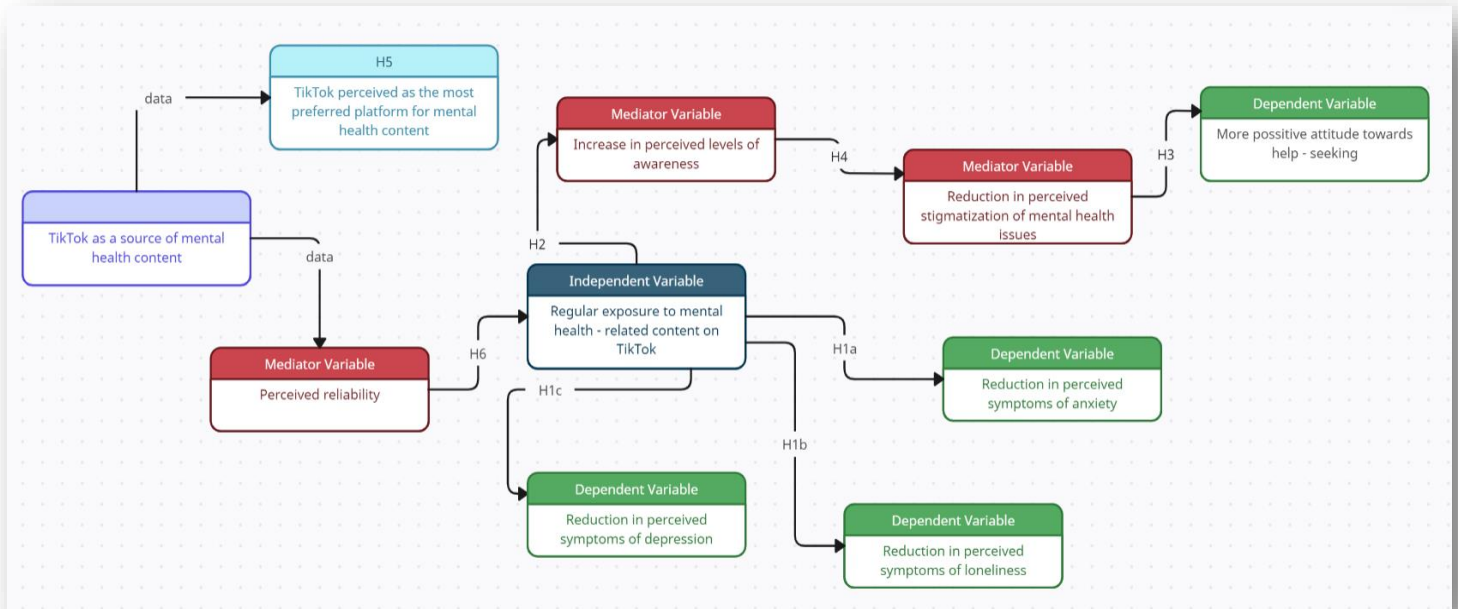 H5
TikTok perceived as the most
preferred platform for mental
health content
data
TikTok as a source of mental
health content
data
Mediator Variable
Perceived reliability
H6
Mediator Variable
Increase in perceived levels of
awareness
H2
H4
Mediator Variable
Reduction in perceived
stigmatization of mental health
issues
H3
Dependent Variable
More possitive attitude towards
help - seeking
Independent Variable
Regular exposure to mental
health - related content on
TikTok
H1a
Dependent Variable
Reduction in perceived
symptoms of anxiety
H1c
Dependent Variable
Reduction in perceived
symptoms of depression
H1b
Dependent Variable
Reduction in perceived
symptoms of loneliness